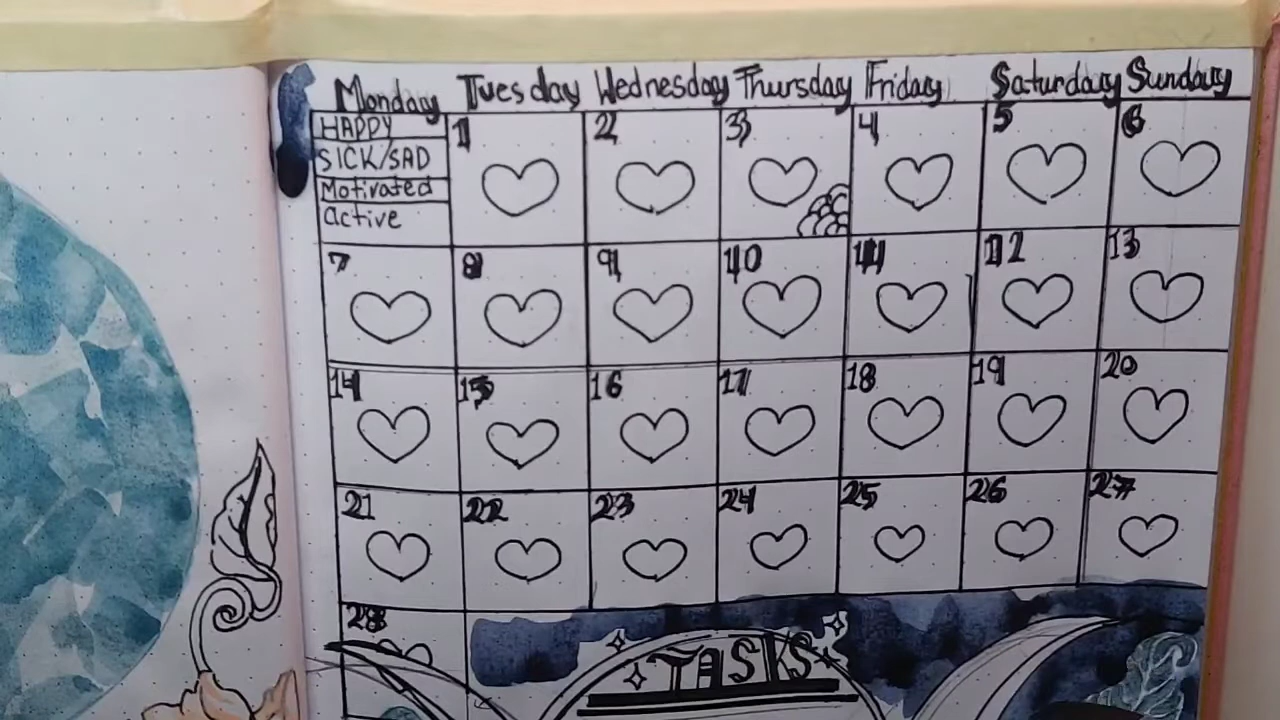 Monday Tuesday Wednesday Thursday Friday Saturday Sunday
HAPPY
SICK/SAD
Motivated
active
1 2 3 4 5 6
7 8 9 10 11 12 13
14 15 16 17 18 19 20
21 22 23 24 25 26 27
28
TASKS